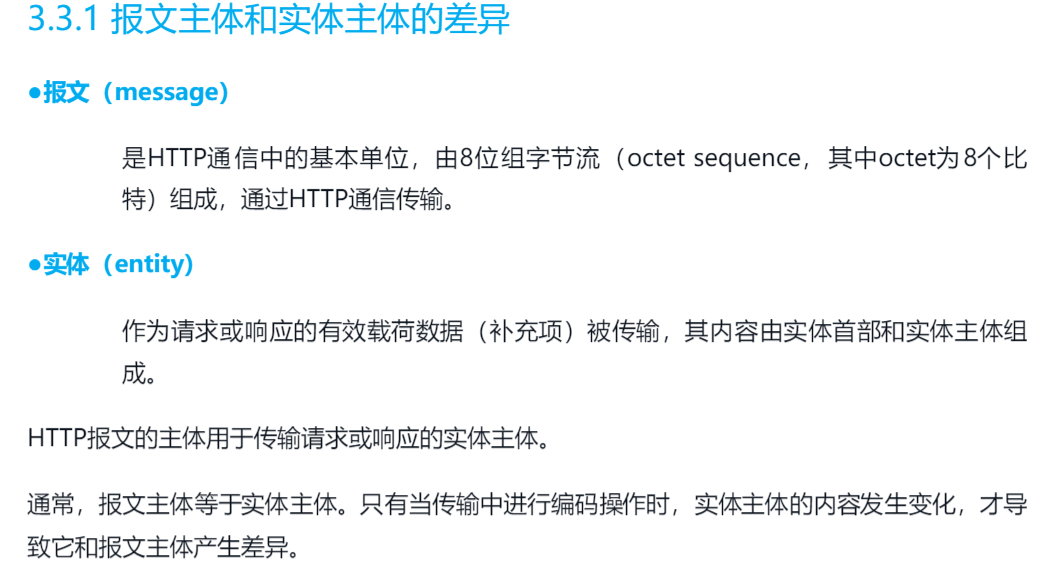 3.3.1 报文主体和实体主体的差异
●报文（message）
是HTTP通信中的基本单位，由8位组字节流（octet sequence，其中octet为8个比
特）组成，通过HTTP通信传输。
●实体（entity）
作为请求或响应的有效载荷数据（补充项）被传输，其内容由实体首部和实体主体组
成。
HTTP报文的主体用于传输请求或响应的实体主体。
通常，报文主体等于实体主体。只有当传输中进行编码操作时，实体主体的内容发生变化，才导
致它和报文主体产生差异。